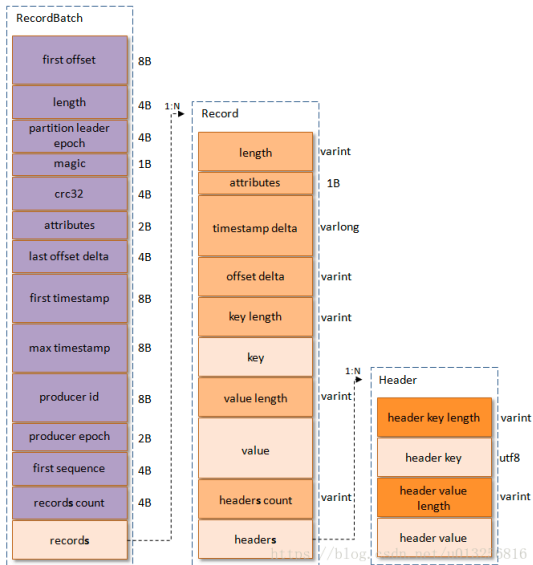 RecordBatch
first offset
8B
length
4B
partition leader
epoch
4B
magic
1B
crc32
4B
attributes
2B
last offset delta
4B
first timestamp
8B
max timestamp
8B
producer id
8B
producer epoch
2B
first sequence
4B
records count
4B
records
1:N
Record
length
varint
attributes
1B
timestamp delta
varlong
offset delta
varint
key length
varint
key
value length
varint
value
headers count
varint
headers
1:N
Header
header key length
varint
header key
utf8
header value
length
varint
header value